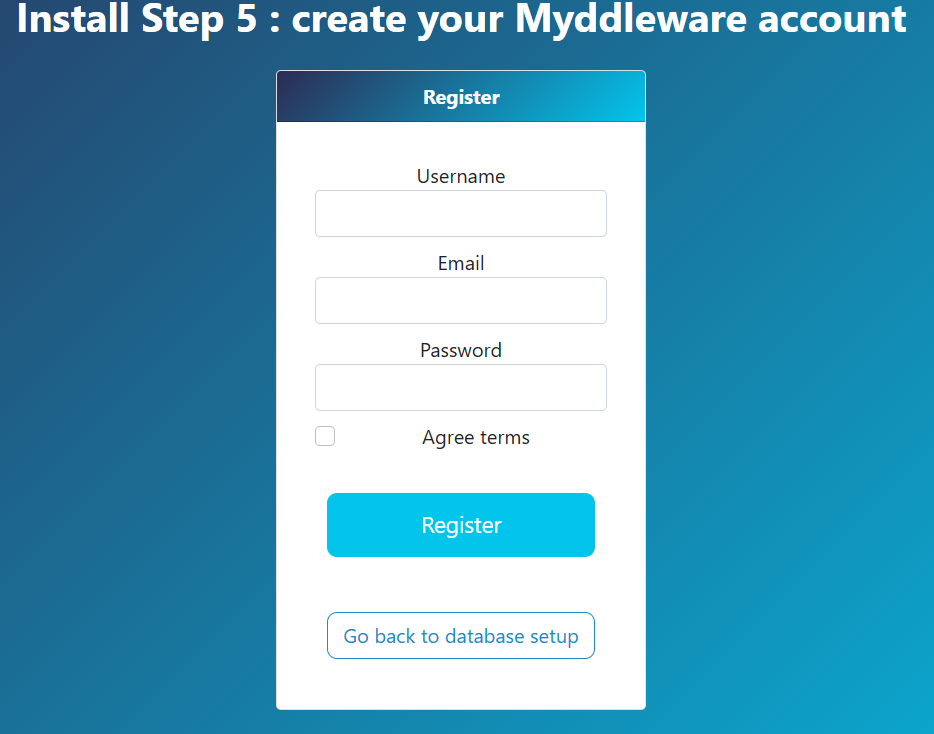 Install Step 5 : create your Myddleware account
Register
Username
Email
Password
Agree terms
Register
Go back to database setup